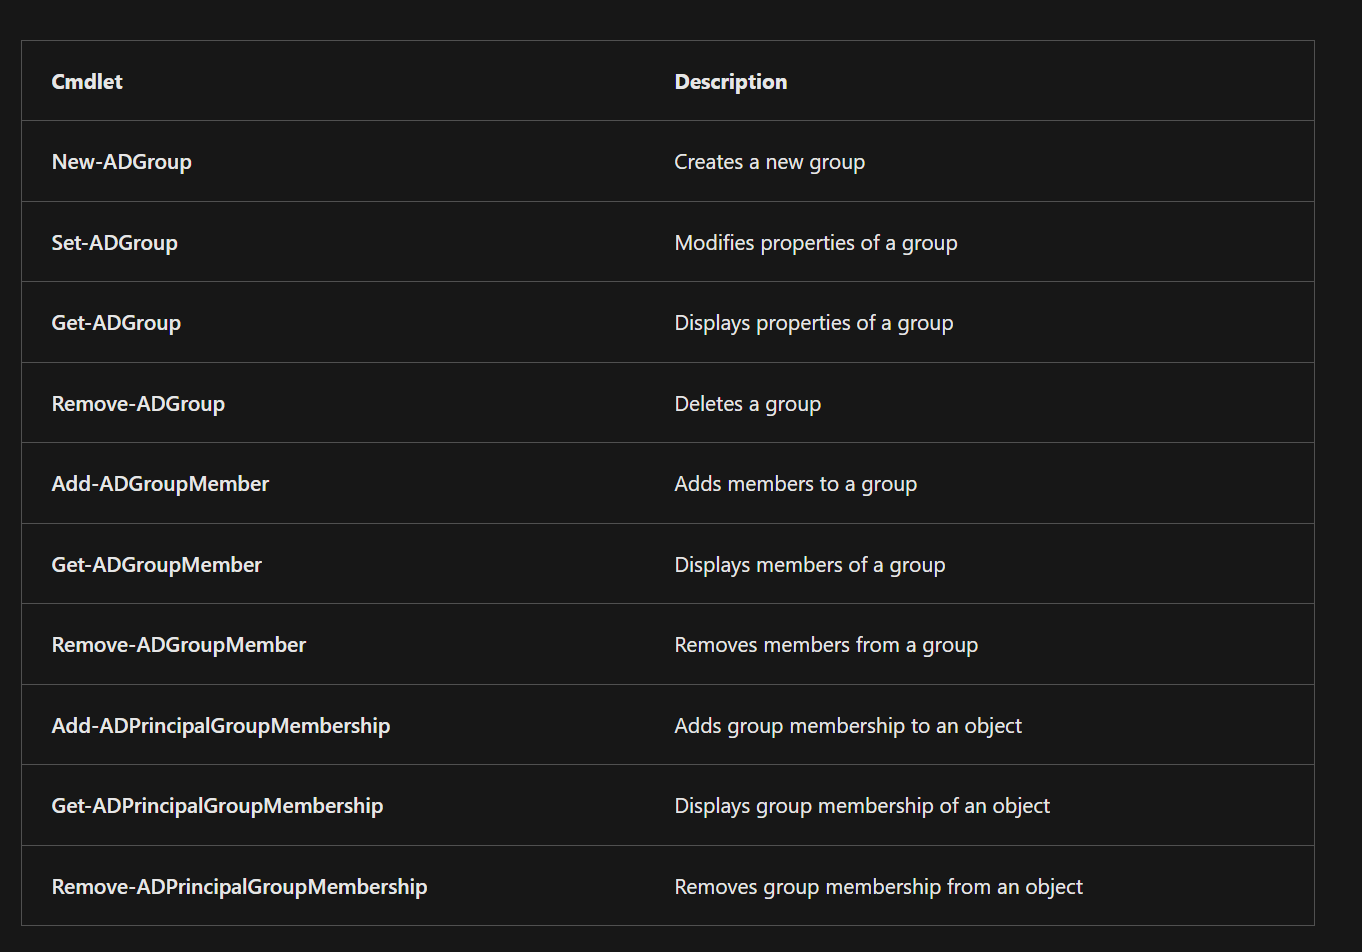 Cmdlet Description
New-ADGroup Creates a new group
Set-ADGroup Modifies properties of a group
Get-ADGroup Displays properties of a group
Remove-ADGroup Deletes a group
Add-ADGroupMember Adds members to a group
Get-ADGroupMember Displays members of a group
Remove-ADGroupMember Removes members from a group
Add-ADPrincipalGroupMembership Adds group membership to an object
Get-ADPrincipalGroupMembership Displays group membership of an object
Remove-ADPrincipalGroupMembership Removes group membership from an object